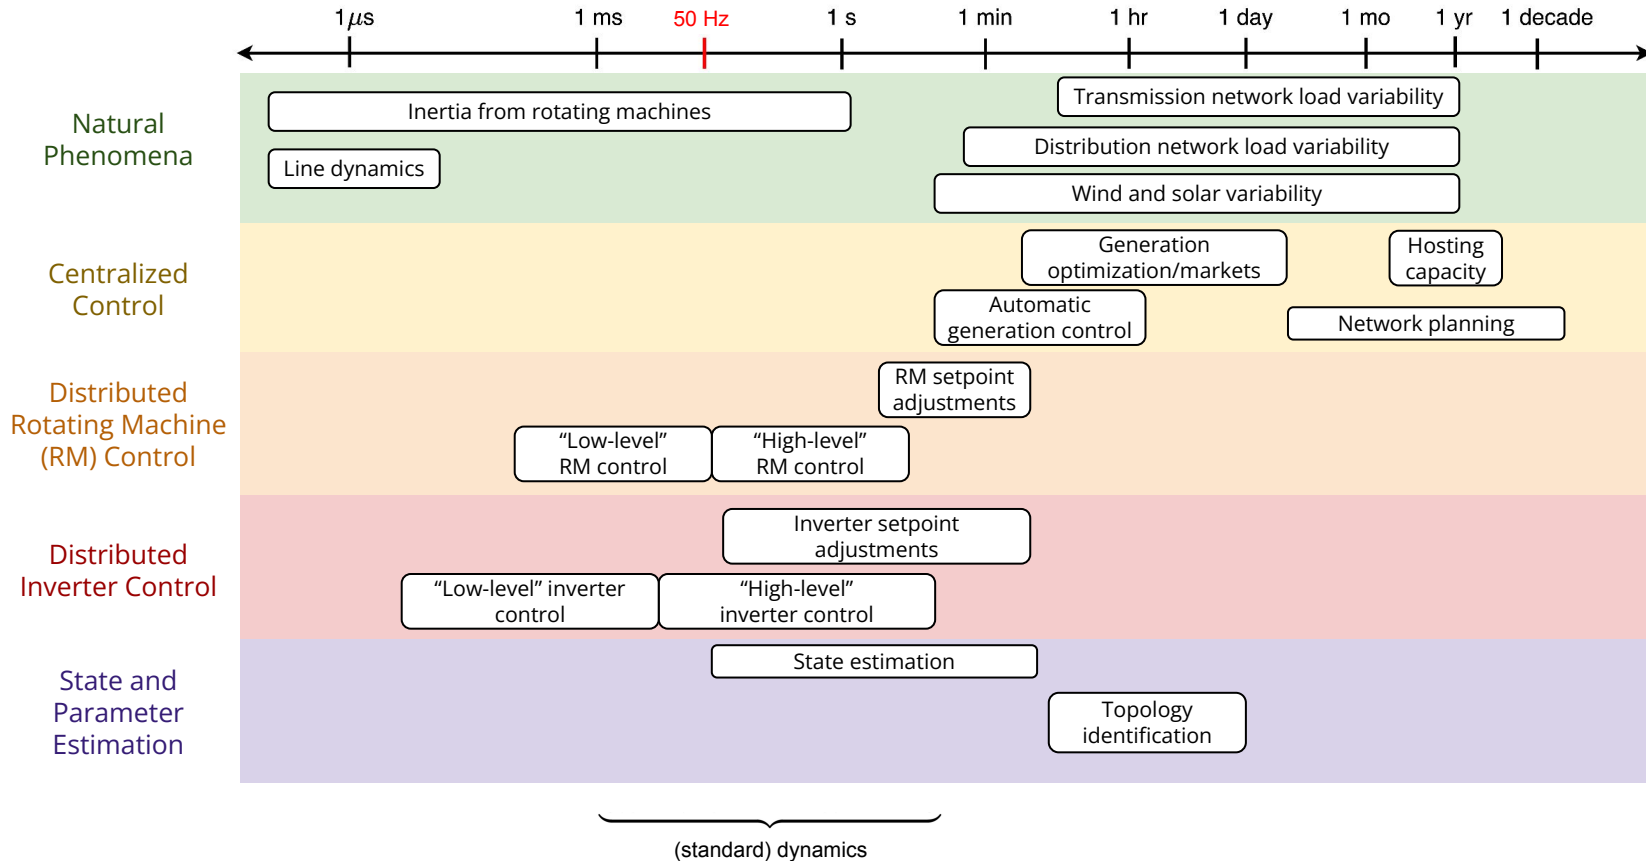 1 μs
1 ms
50 Hz
1 s
1 min
1 hr
1 day
1 mo
1 yr
1 decade
Natural
Phenomena
Inertia from rotating machines
Line dynamics
Transmission network load variability
Distribution network load variability
Wind and solar variability
Centralized
Control
Generation
optimization/markets
Hosting
capacity
Automatic
generation control
Network planning
Distributed
Rotating Machine
(RM) Control
RM setpoint
adjustments
“Low-level”
RM control
“High-level”
RM control
Distributed
Inverter Control
Inverter setpoint
adjustments
“Low-level” inverter
control
“High-level”
inverter control
State and
Parameter
Estimation
State estimation
Topology
identification
(standard) dynamics